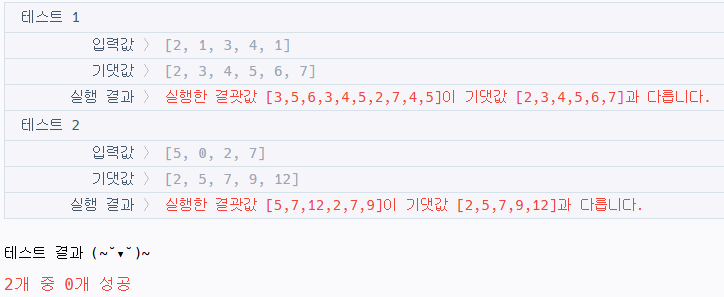 테스트 1
입력값 〉 [2, 1, 3, 4, 1]
기댓값 〉 [2, 3, 4, 5, 6, 7]
실행 결과 〉 실행한 결괏값 [3,5,6,3,4,5,2,7,4,5]이 기댓값 [2,3,4,5,6,7]과 다릅니다.
테스트 2
입력값 〉 [5, 0, 2, 7]
기댓값 〉 [2, 5, 7, 9, 12]
실행 결과 〉 실행한 결괏값 [5,7,12,2,7,9]이 기댓값 [2,5,7,9,12]과 다릅니다.
테스트 결과 (~˘▾˘)~
2개 중 0개 성공